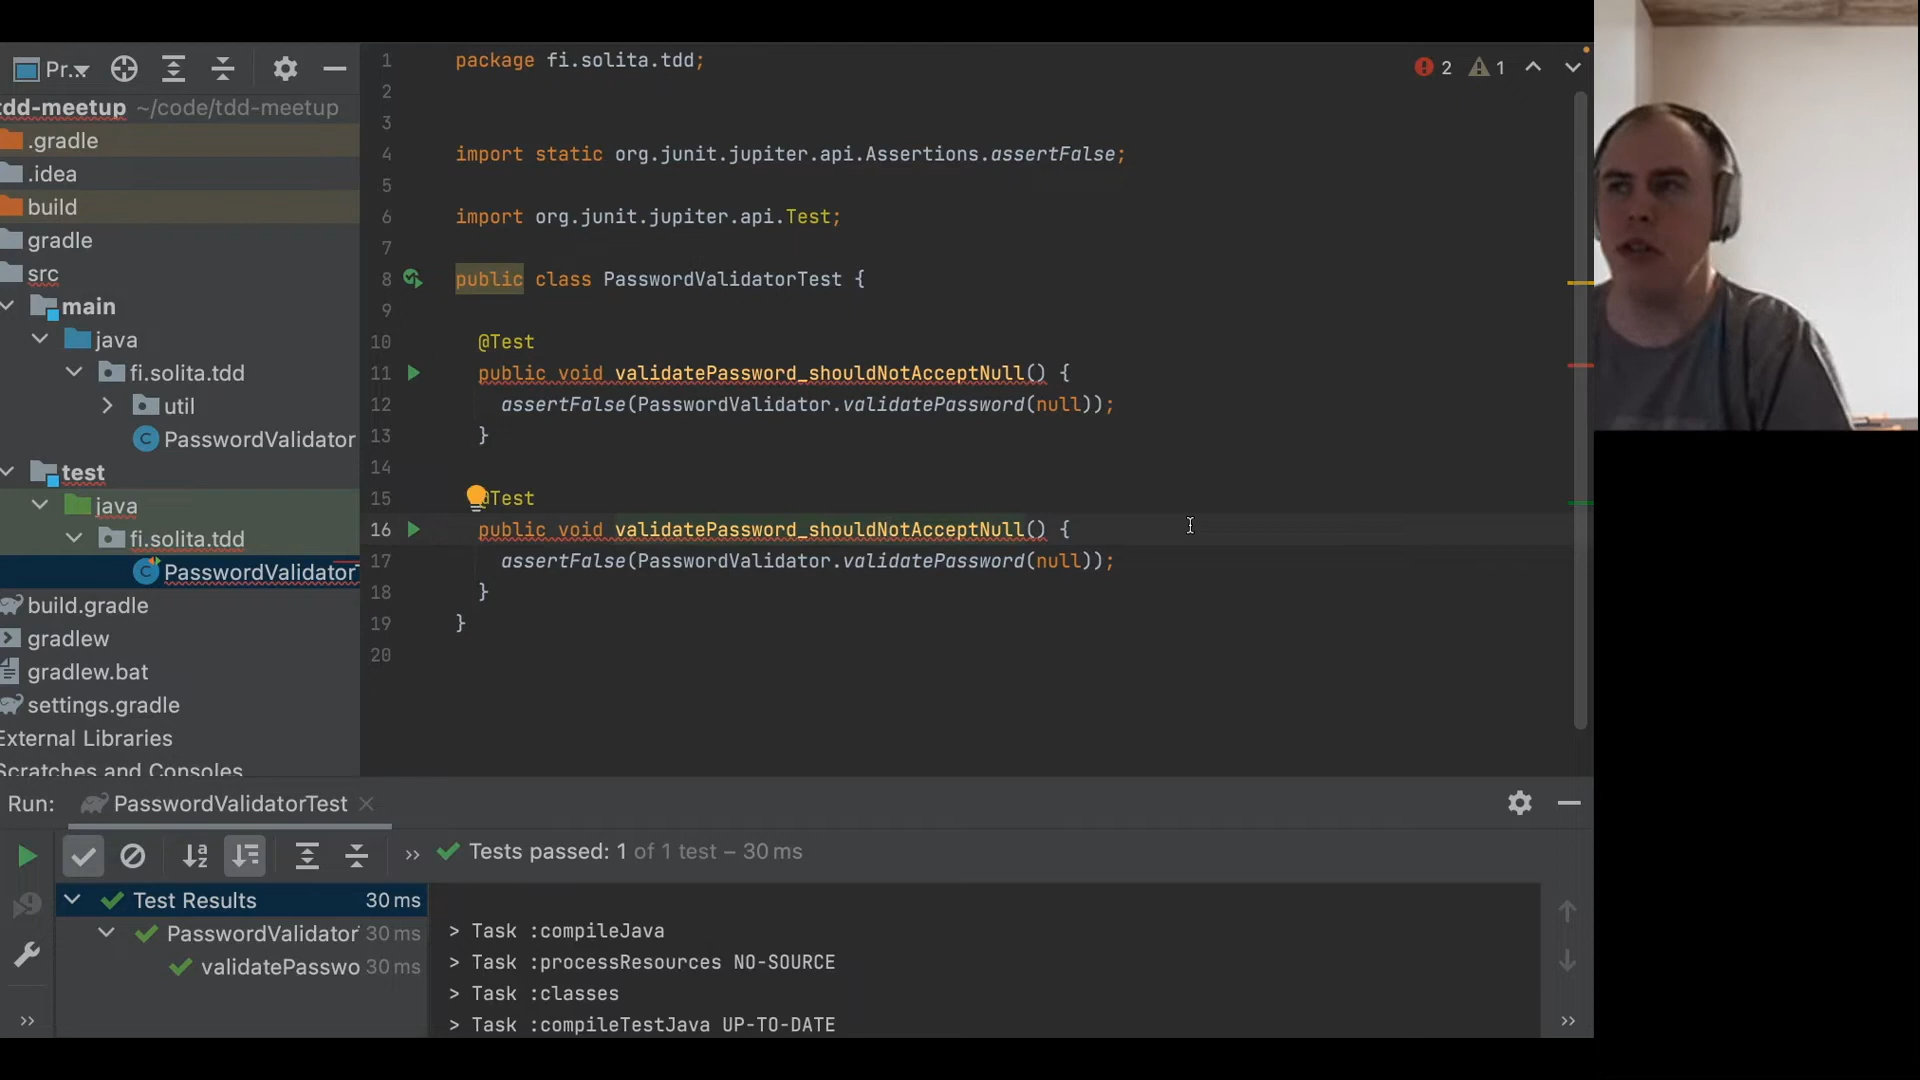 Pr...
tdd-meetup ~/code/tdd-meetup
.gradle
.idea
build
gradle
src
main
java
fi.solita.tdd
util
PasswordValidator
test
java
fi.solita.tdd
PasswordValidatorT
build.gradle
gradlew
gradlew.bat
settings.gradle
External Libraries
Scratches and Consoles
2 1
1 package fi.solita.tdd;
2
3
4 import static org.junit.jupiter.api.Assertions.assertFalse;
5
6 import org.junit.jupiter.api.Test;
7
8 public class PasswordValidatorTest {
9
10 @Test
11 public void validatePassword_shouldNotAcceptNull() {
12 assertFalse(PasswordValidator.validatePassword(null));
13 }
14
15 @Test
16 public void validatePassword_shouldNotAcceptNull() {
17 assertFalse(PasswordValidator.validatePassword(null));
18 }
19 }
20
Run: PasswordValidatorTest
Tests passed: 1 of 1 test – 30 ms
Test Results 30 ms
PasswordValidator 30 ms
validatePasswo 30 ms
> Task :compileJava
> Task :processResources NO-SOURCE
> Task :classes
> Task :compileTestJava UP-TO-DATE